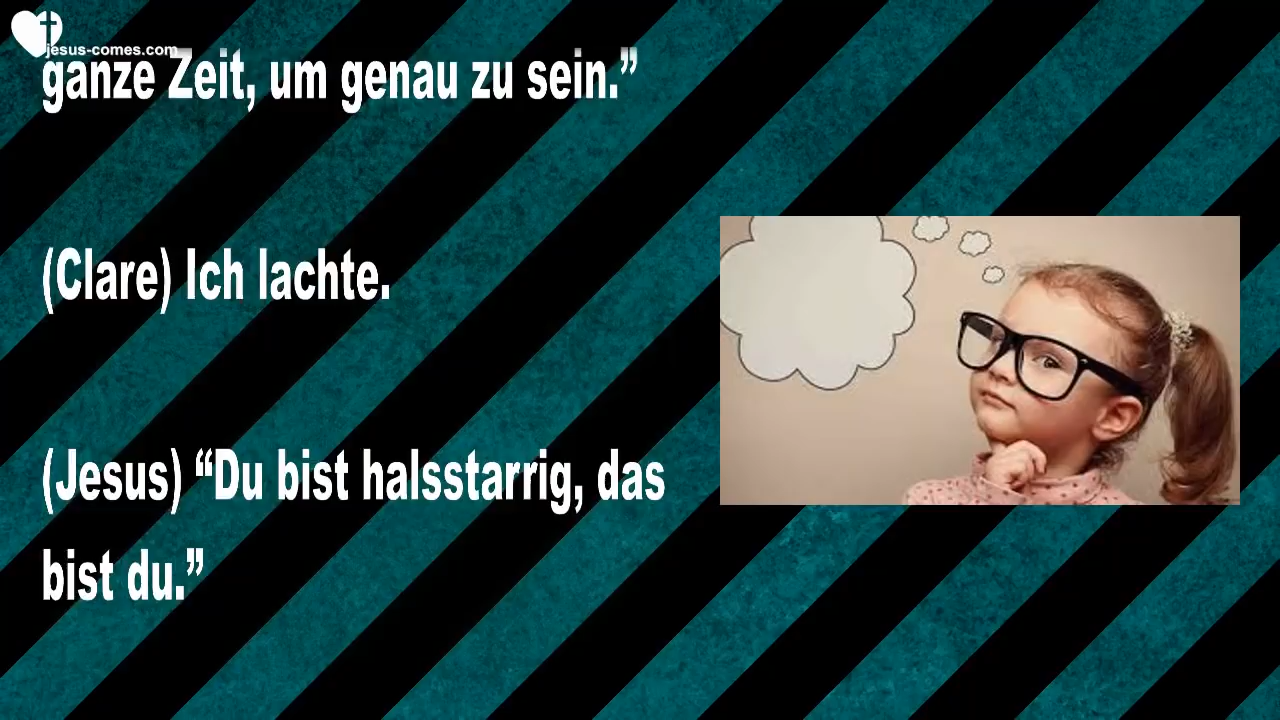 jesus-comes.com
ganze Zeit, um genau zu sein.”
(Clare) Ich lachte.
(Jesus) “Du bist halsstarrig, das
bist du.”